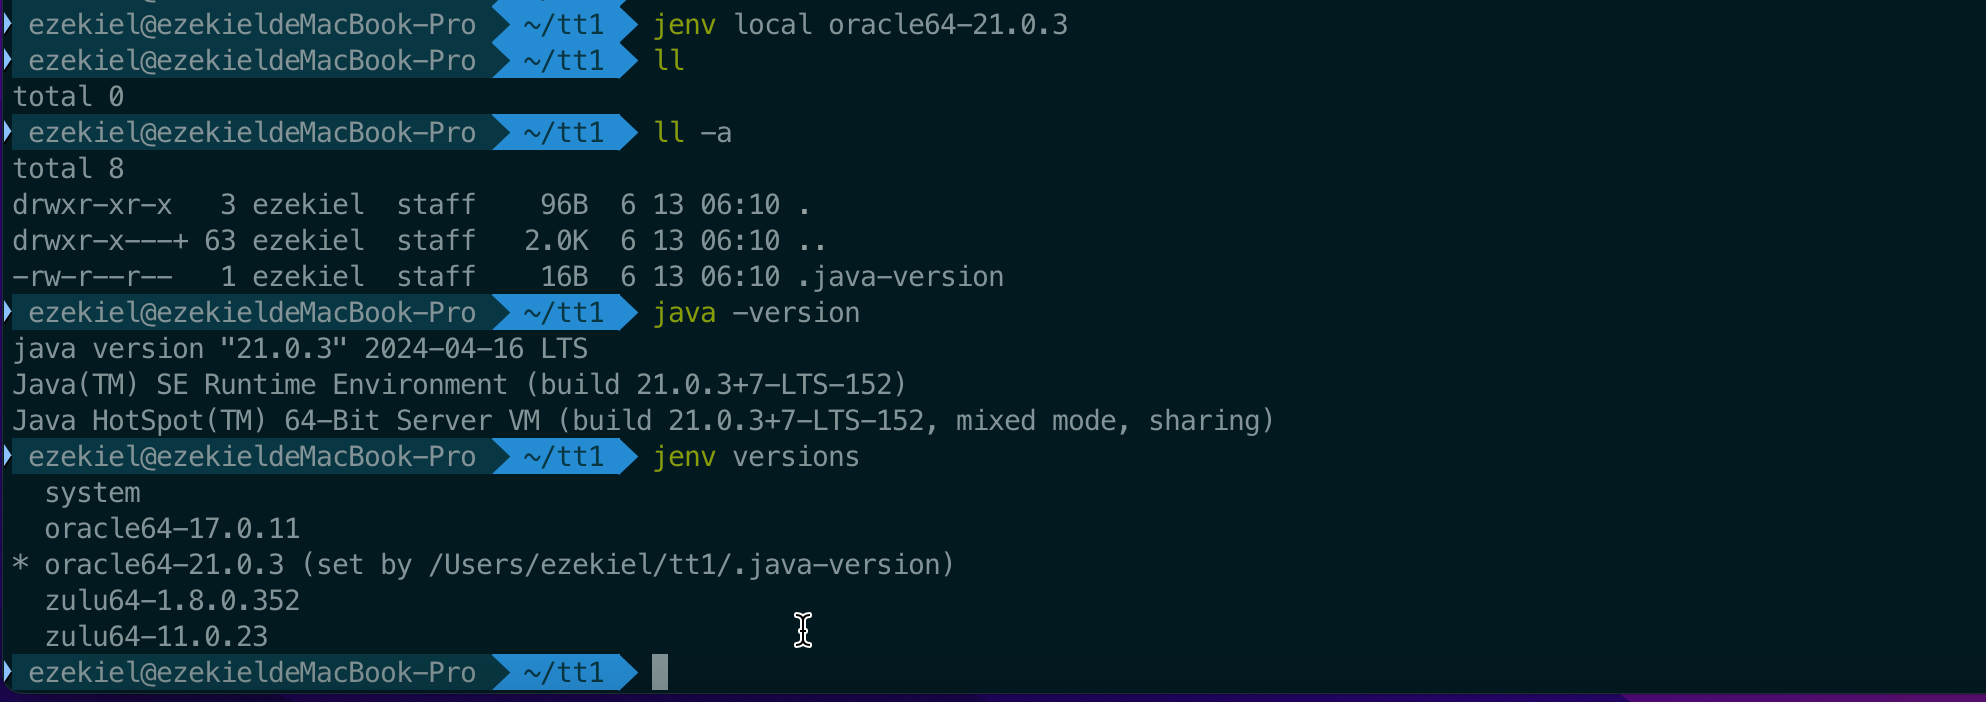 ezekiel@ezekieldeMacBook-Pro ~/tt1 jenv local oracle64-21.0.3
ezekiel@ezekieldeMacBook-Pro ~/tt1 ll
total 0
ezekiel@ezekieldeMacBook-Pro ~/tt1 ll -a
total 8
drwxr-xr-x   3 ezekiel  staff    96B  6 13 06:10 .
drwxr-x---+ 63 ezekiel  staff   2.0K  6 13 06:10 ..
-rw-r--r--   1 ezekiel  staff    16B  6 13 06:10 .java-version
ezekiel@ezekieldeMacBook-Pro ~/tt1 java -version
java version "21.0.3" 2024-04-16 LTS
Java(TM) SE Runtime Environment (build 21.0.3+7-LTS-152)
Java HotSpot(TM) 64-Bit Server VM (build 21.0.3+7-LTS-152, mixed mode, sharing)
ezekiel@ezekieldeMacBook-Pro ~/tt1 jenv versions
  system
  oracle64-17.0.11
* oracle64-21.0.3 (set by /Users/ezekiel/tt1/.java-version)
  zulu64-1.8.0.352
  zulu64-11.0.23
ezekiel@ezekieldeMacBook-Pro ~/tt1